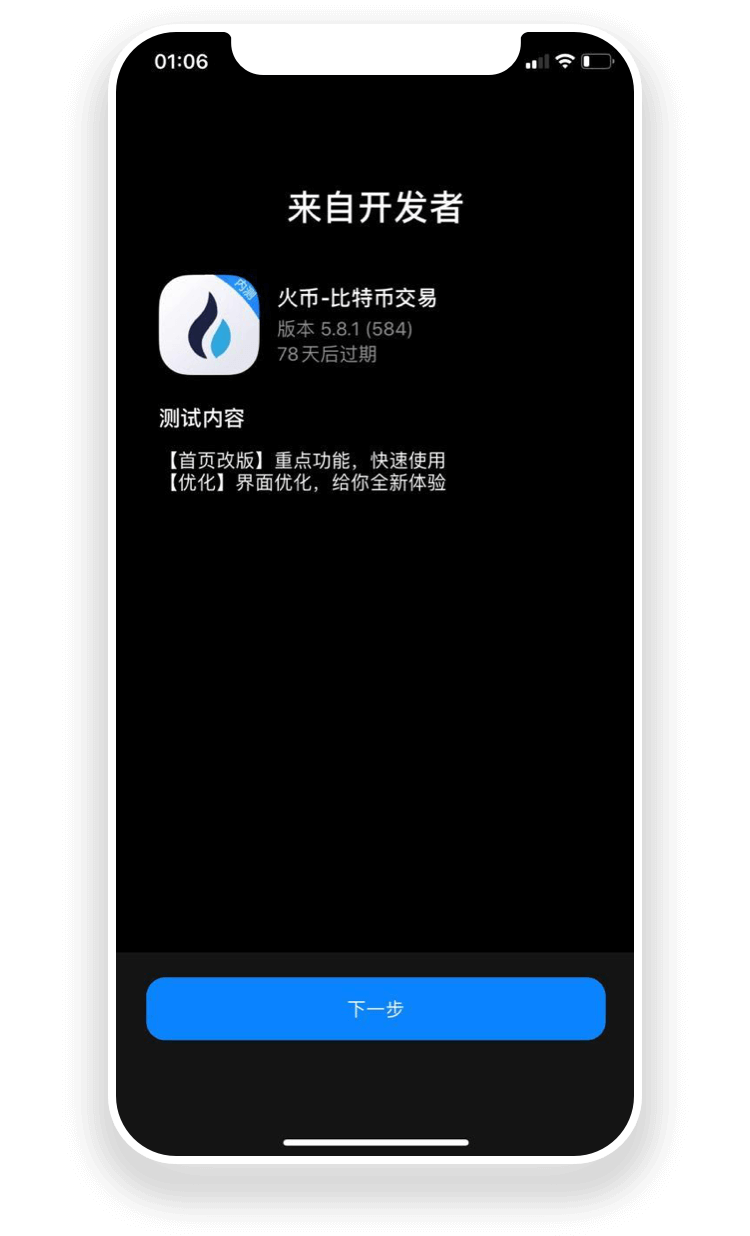 01:06
来自开发者
内测
火币-比特币交易
版本 5.8.1 (584)
78天后过期
测试内容
【首页改版】重点功能，快速使用
【优化】界面优化，给你全新体验
下一步